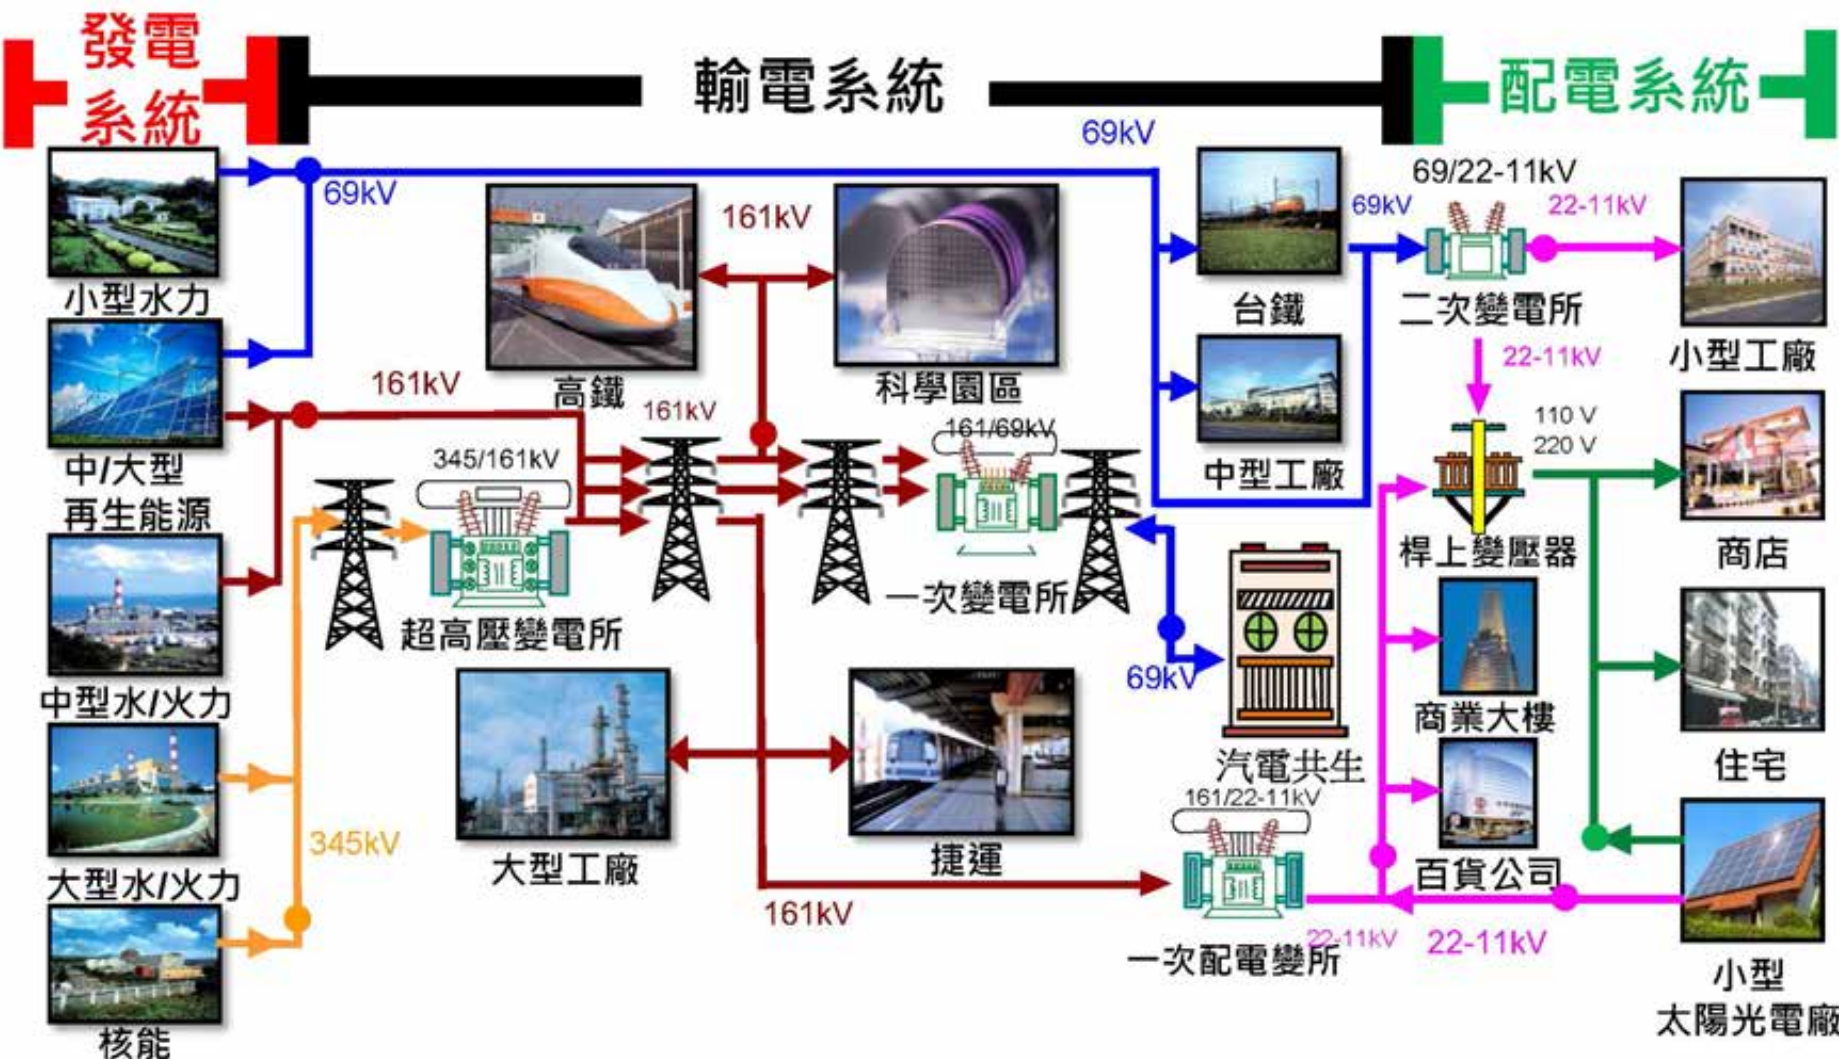 發電
系統
輸電系統
配電系統
69kV
69/22-11kV
69kV
161kV
69kV
22-11kV
小型水力
台鐵
二次變電所
22-11kV
小型工廠
161kV
高鐵
161kV
科學園區
161/69kV
110 V
220 V
中/大型
再生能源
345/161kV
中型工廠
桿上變壓器
商店
一次變電所
超高壓變電所
69kV
中型水/火力
商業大樓
汽電共生
住宅
161/22-11kV
345kV
大型水/火力
大型工廠
捷運
百貨公司
161kV
22-11kV
22-11kV
一次配電變所
小型
太陽光電廠
核能